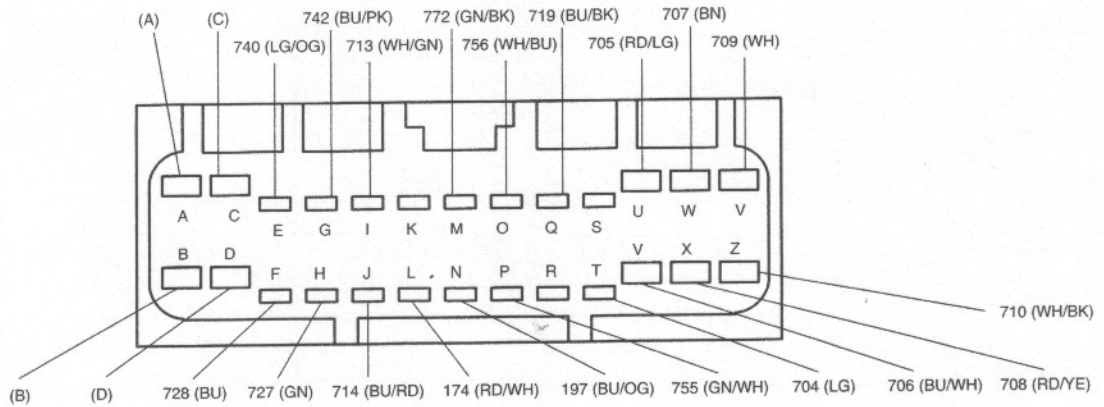 (A) (C) 742 (BU/PK) 772 (GN/BK) 719 (BU/BK) 707 (BN)
740 (LG/OG) 713 (WH/GN) 756 (WH/BU) 705 (RD/LG) 709 (WH)
A C E G I K M O Q S U W V
B D F H J L N P R T V X Z
710 (WH/BK)
(B) (D) 728 (BU) 727 (GN) 714 (BU/RD) 174 (RD/WH) 197 (BU/OG) 755 (GN/WH) 704 (LG) 706 (BU/WH) 708 (RD/YE)